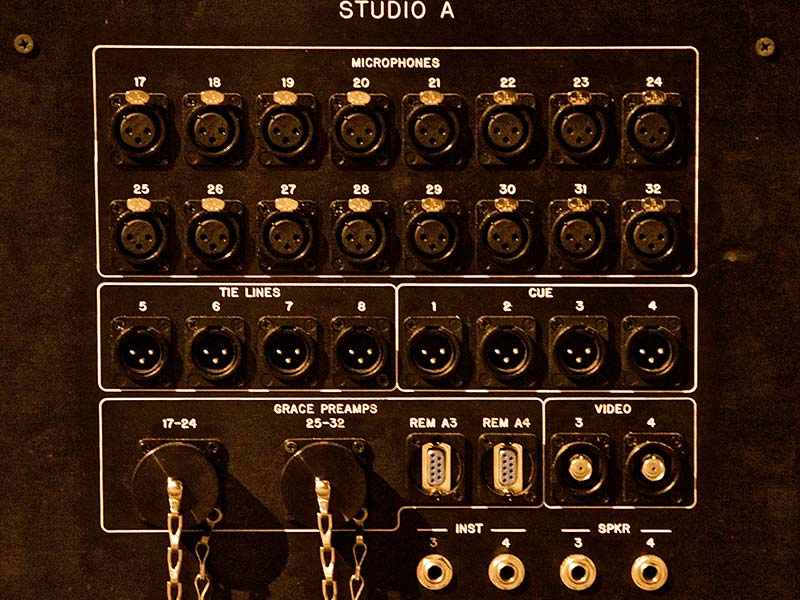 STUDIO A
MICROPHONES
17 18 19 20 21 22 23 24
25 26 27 28 29 30 31 32
TIE LINES
5 6 7 8
CUE
1 2 3 4
GRACE PREAMPS
17-24 25-32 REM A3 REM A4
VIDEO
3 4
INST
3 4
SPKR
3 4